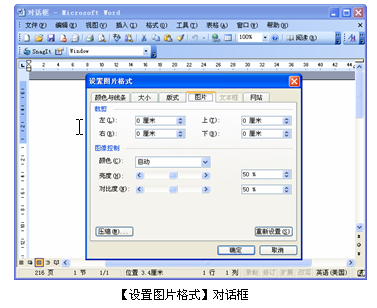 对话框 - Microsoft Word
文件(F) 编辑(E) 视图(V) 插入(I) 格式(O) 工具(T) 表格(A) 窗口(W) 帮助(H)
100% 阅读(R)
SnagIt Window
设置图片格式
颜色与线条 大小 版式 图片 文本框 网站
裁剪
左(L): 0 厘米 上(T): 0 厘米
右(R): 0 厘米 下(B): 0 厘米
图像控制
颜色(C): 自动
亮度(H): 50 %
对比度(N): 50 %
压缩(M)... 重新设置(S)
确定 取消
216 页 1 节 1/1 位置 3.4厘米 1 行 1 列 录制 修订 扩展 改写 英语(美国)
【设置图片格式】对话框